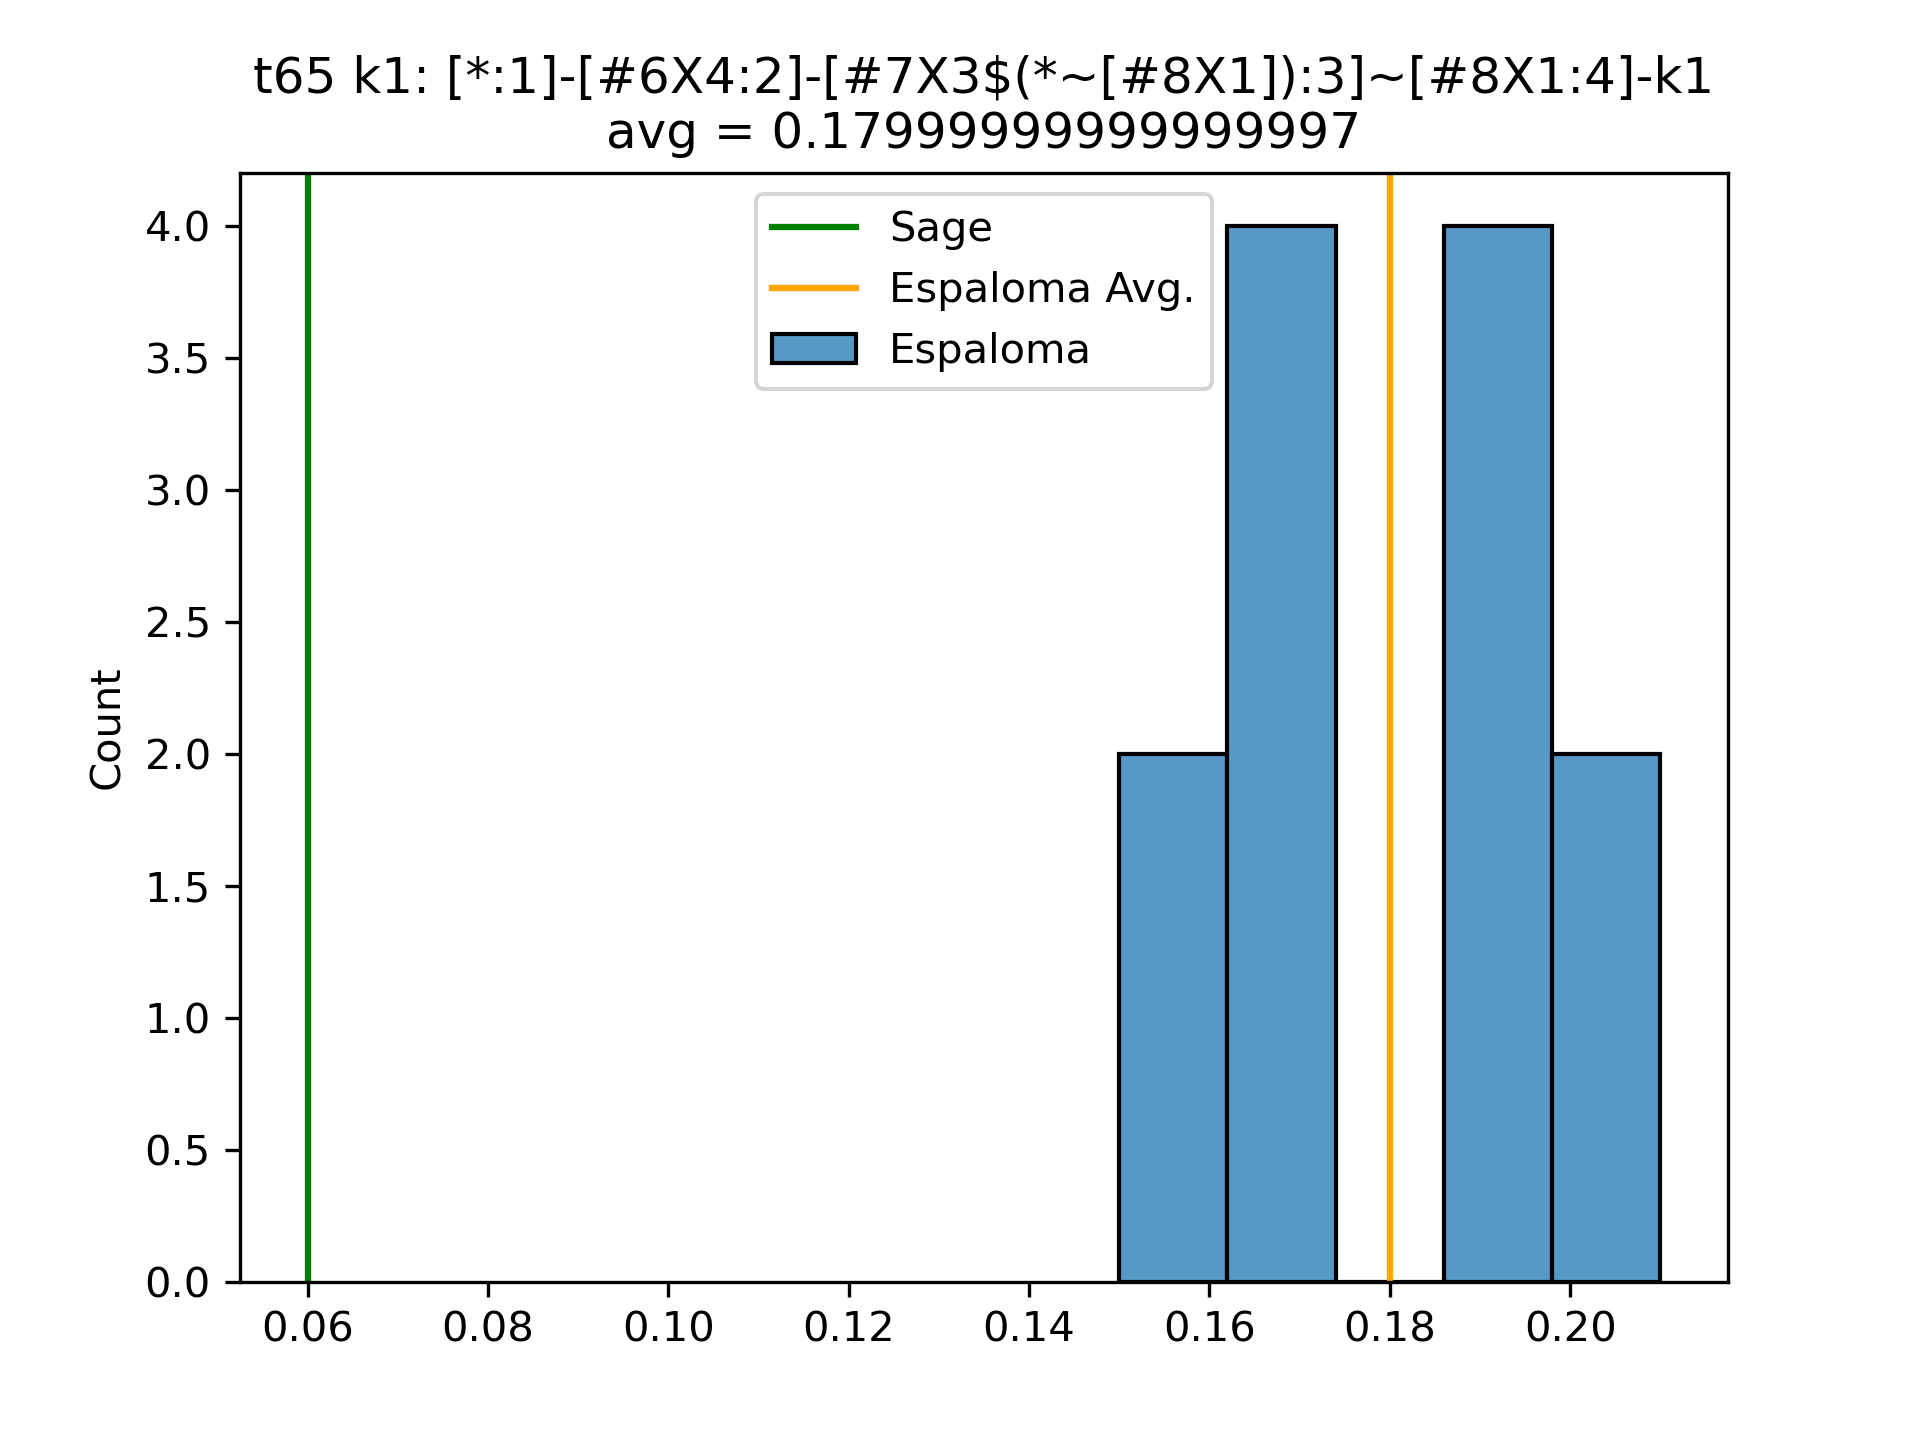 t65 k1: [*:1]-[#6X4:2]-[#7X3$(*~[#8X1]):3]~[#8X1:4]-k1
avg = 0.17999999999999997
Sage
Espaloma Avg.
Espaloma
4.0
3.5
3.0
2.5
2.0
1.5
1.0
0.5
0.0
Count
0.06 0.08 0.10 0.12 0.14 0.16 0.18 0.20